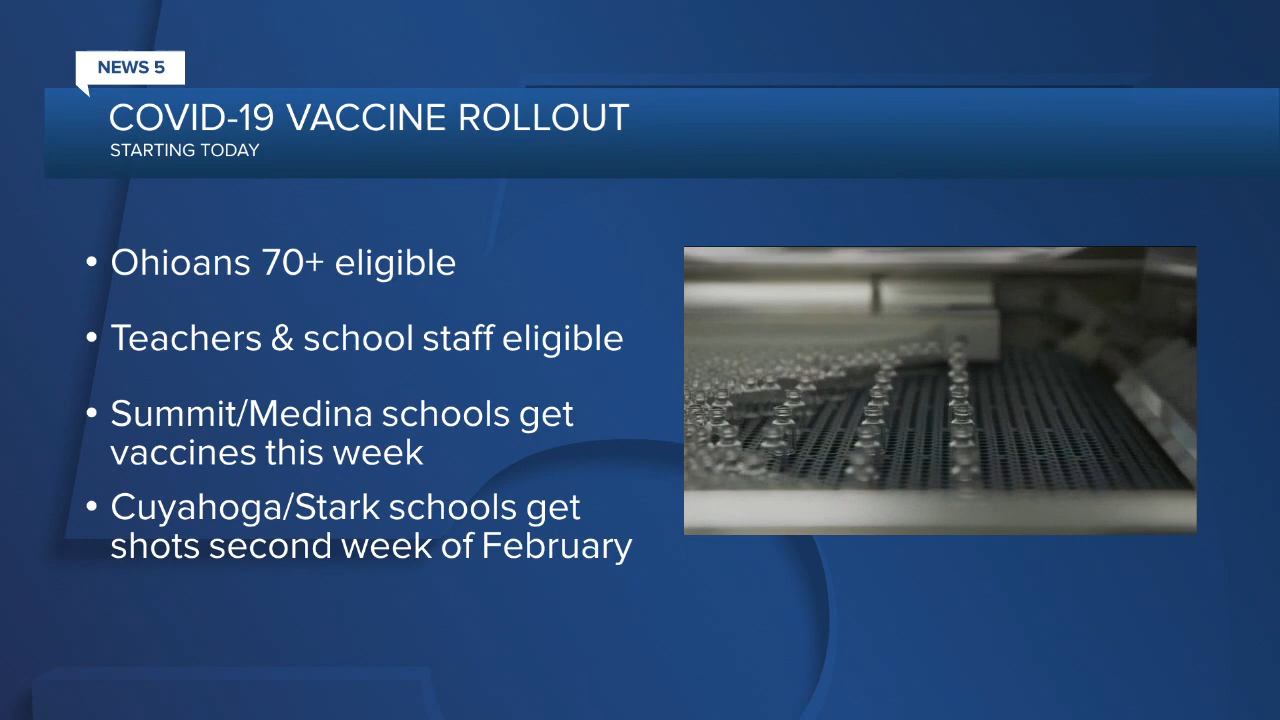 NEWS 5
COVID-19 VACCINE ROLLOUT
STARTING TODAY
• Ohioans 70+ eligible
• Teachers & school staff eligible
• Summit/Medina schools get
vaccines this week
• Cuyahoga/Stark schools get
shots second week of February